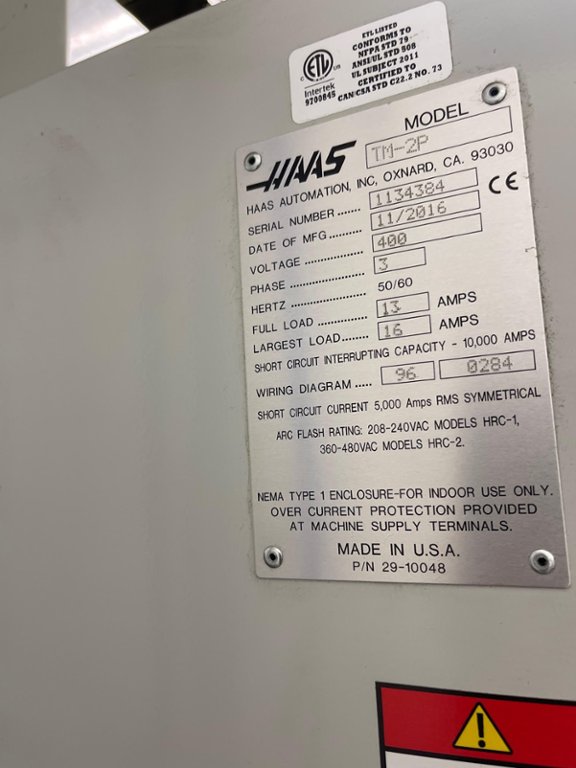 ETL LISTED
CONFORMS TO
NFPA STD 79
ANSI/UL STD 508
UL SUBJECT 2011
CERTIFIED TO
CAN/CSA STD C22.2 NO. 73
C ETL US
Intertek
9700845
MODEL
HAAS TM-2P
HAAS AUTOMATION, INC, OXNARD, CA. 93030
SERIAL NUMBER ....... 1134384 CE
DATE OF MFG ......... 11/2016
VOLTAGE .................. 400
PHASE ...................... 3
HERTZ ...................... 50/60
FULL LOAD ............... 13 AMPS
LARGEST LOAD........ 16 AMPS
SHORT CIRCUIT INTERRUPTING CAPACITY - 10,000 AMPS
WIRING DIAGRAM ..... 96 0284
SHORT CIRCUIT CURRENT 5,000 Amps RMS SYMMETRICAL
ARC FLASH RATING: 208-240VAC MODELS HRC-1,
360-480VAC MODELS HRC-2.
NEMA TYPE 1 ENCLOSURE-FOR INDOOR USE ONLY.
OVER CURRENT PROTECTION PROVIDED
AT MACHINE SUPPLY TERMINALS.
MADE IN U.S.A.
P/N 29-10048